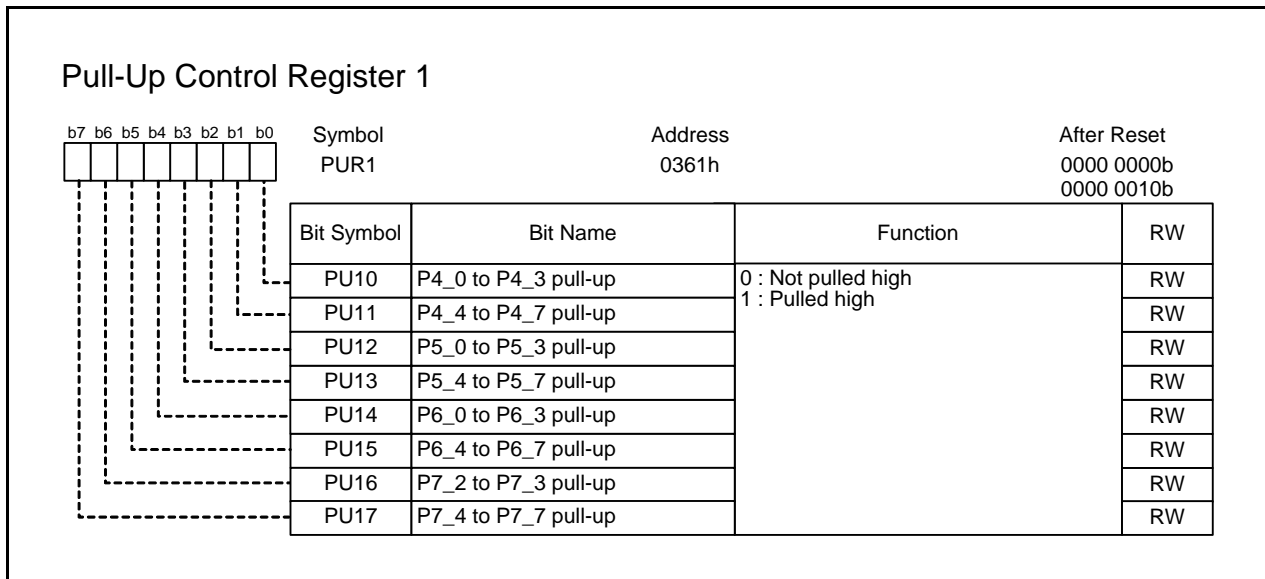 Pull-Up Control Register 1
b7 b6 b5 b4 b3 b2 b1 b0 Symbol Address After Reset
PUR1 0361h 0000 0000b
0000 0010b
Bit Symbol Bit Name Function RW
PU10 P4_0 to P4_3 pull-up 0 : Not pulled high RW
1 : Pulled high
PU11 P4_4 to P4_7 pull-up RW
PU12 P5_0 to P5_3 pull-up RW
PU13 P5_4 to P5_7 pull-up RW
PU14 P6_0 to P6_3 pull-up RW
PU15 P6_4 to P6_7 pull-up RW
PU16 P7_2 to P7_3 pull-up RW
PU17 P7_4 to P7_7 pull-up RW